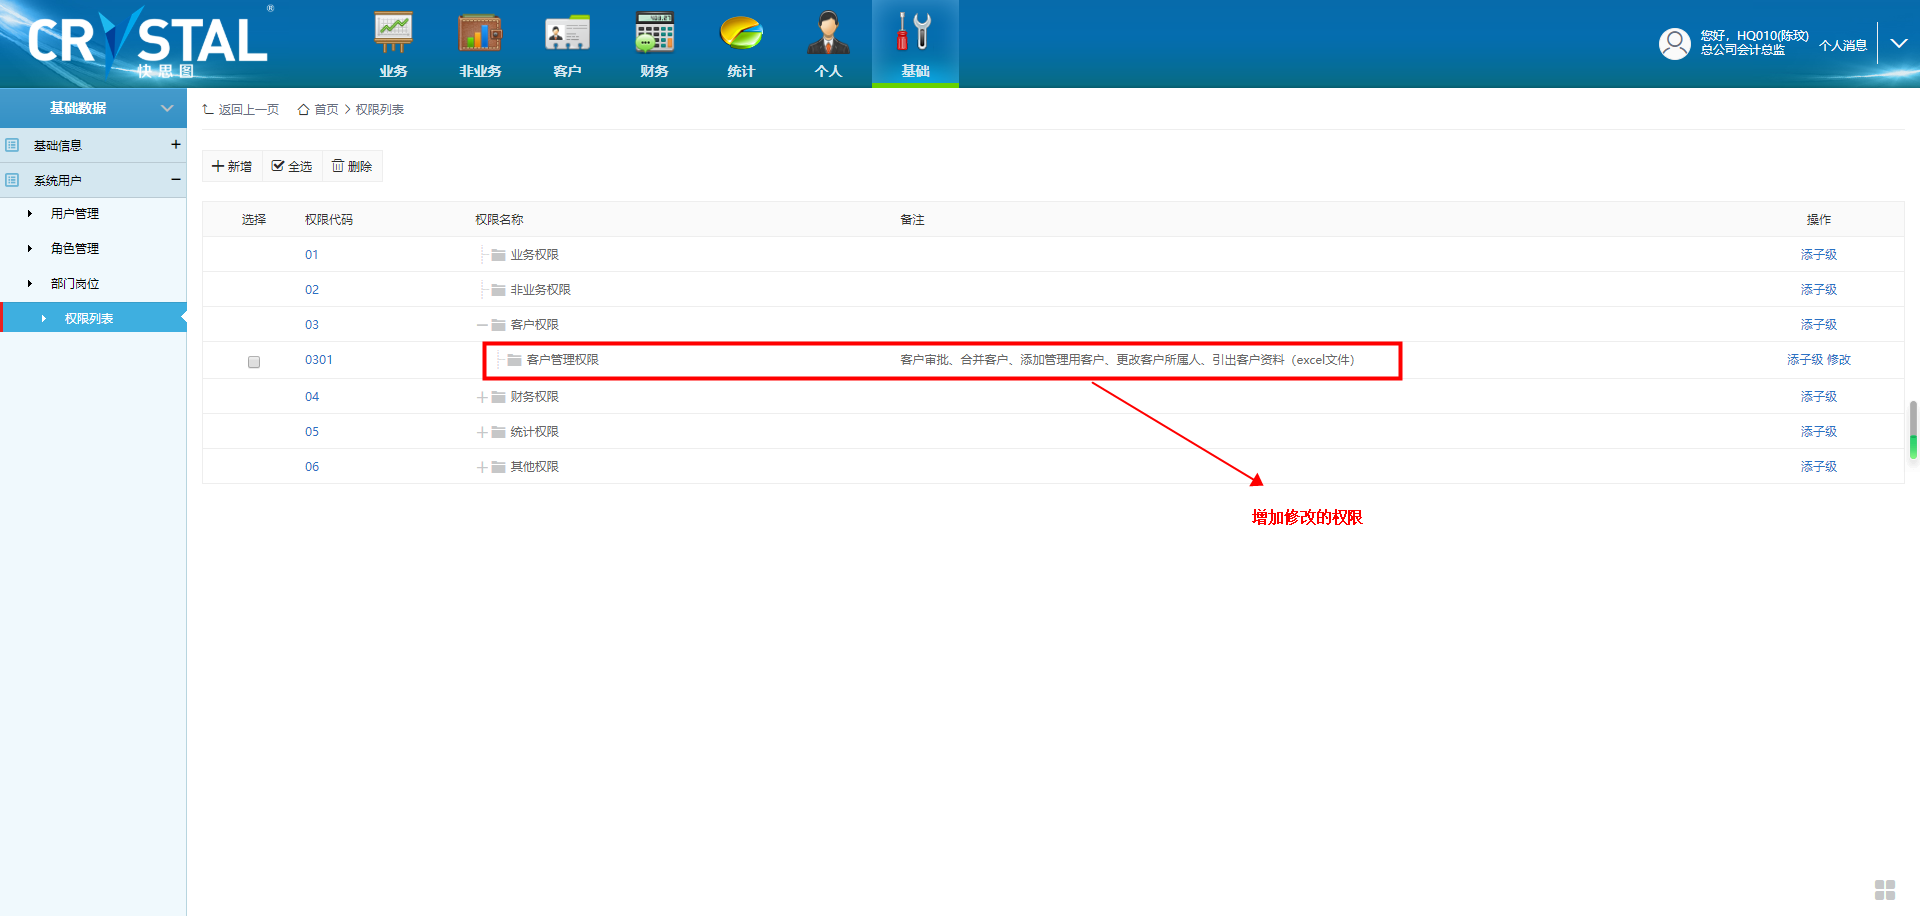 CRYSTAL®
快思图
业务
非业务
客户
财务
统计
个人
基础
您好，HQ010(陈玟)
总公司会计总监
个人消息
基础数据
基础信息
系统用户
用户管理
角色管理
部门岗位
权限列表
返回上一页 首页 > 权限列表
新增 全选 删除
选择 权限代码 权限名称 备注 操作
01 业务权限 添子级
02 非业务权限 添子级
03 客户权限 添子级
0301 客户管理权限 客户审批、合并客户、添加管理用客户、更改客户所属人、引出客户资料（excel文件） 添子级 修改
04 财务权限 添子级
05 统计权限 添子级
06 其他权限 添子级
增加修改的权限